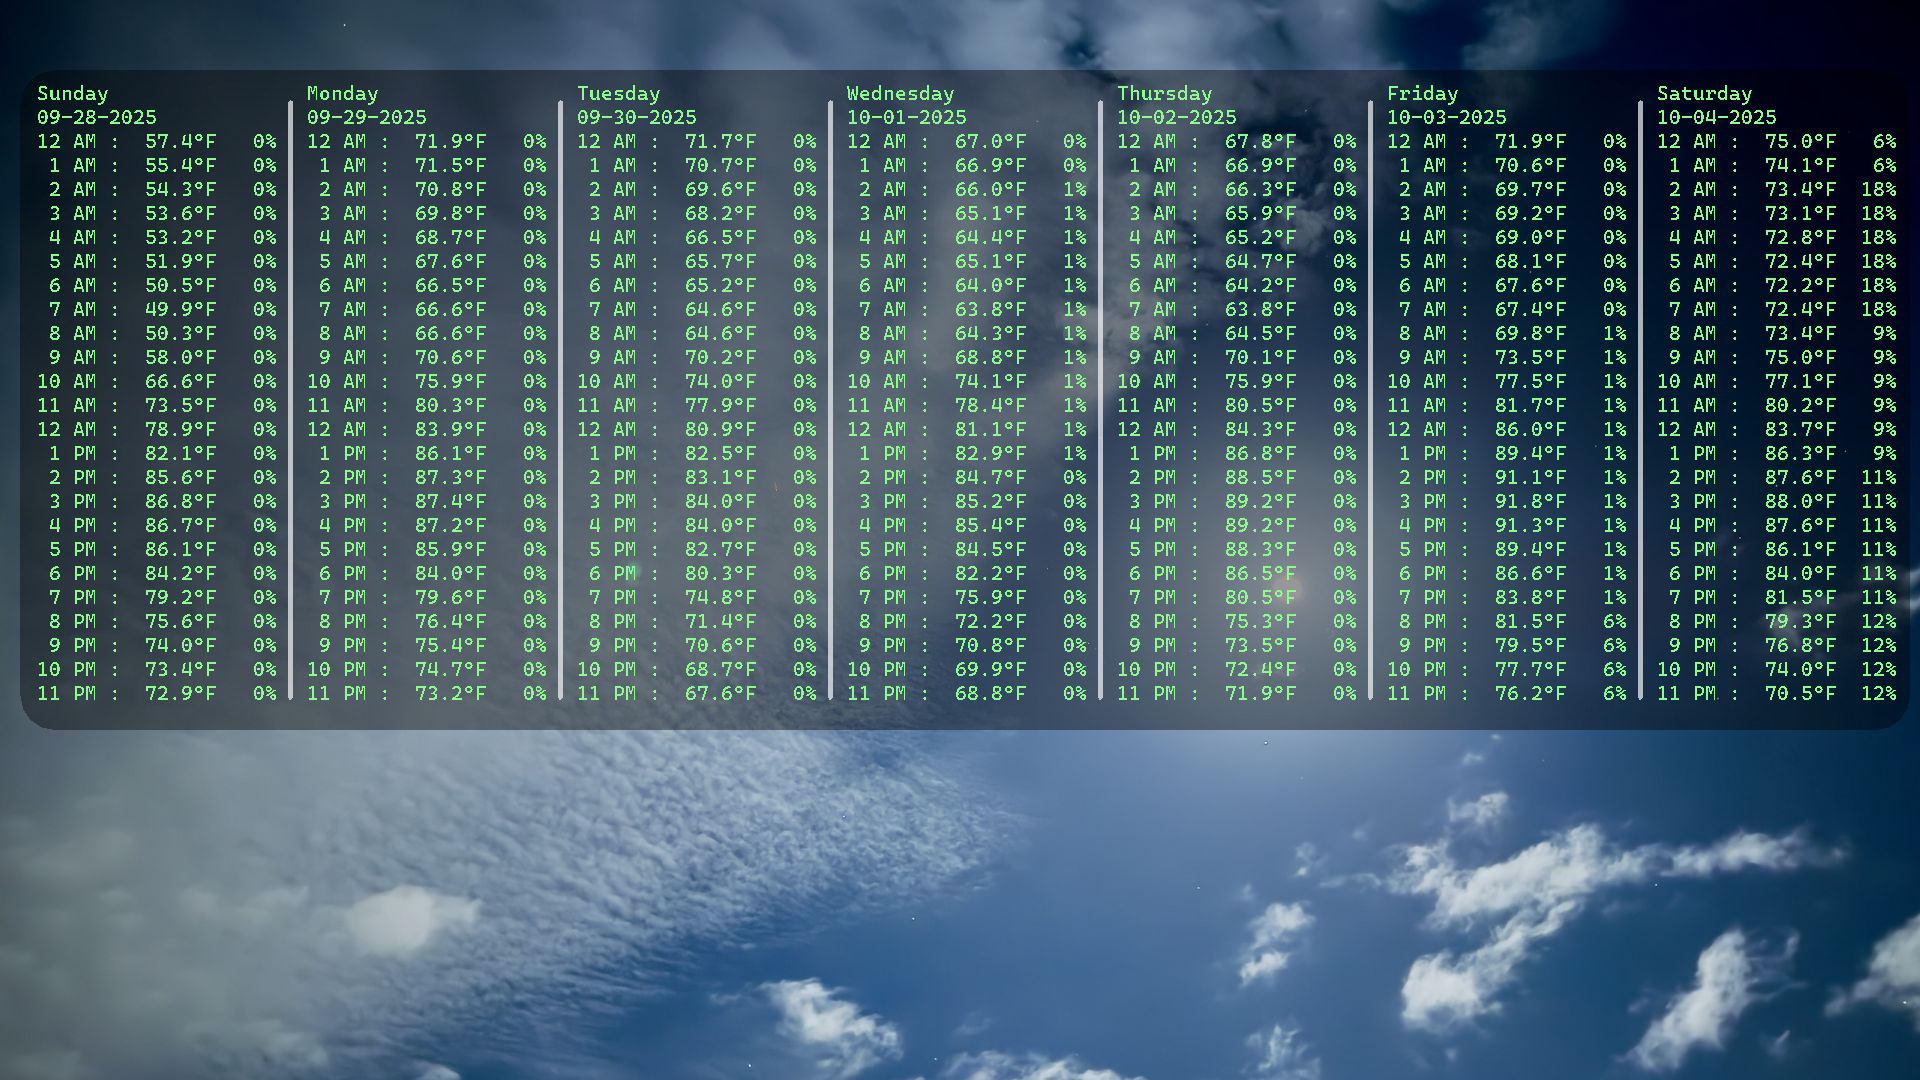 Sunday
09-28-2025
12 AM : 57.4°F 0%
1 AM : 55.4°F 0%
2 AM : 54.3°F 0%
3 AM : 53.6°F 0%
4 AM : 53.2°F 0%
5 AM : 51.9°F 0%
6 AM : 50.5°F 0%
7 AM : 49.9°F 0%
8 AM : 50.3°F 0%
9 AM : 58.0°F 0%
10 AM : 66.6°F 0%
11 AM : 73.5°F 0%
12 AM : 78.9°F 0%
1 PM : 82.1°F 0%
2 PM : 85.6°F 0%
3 PM : 86.8°F 0%
4 PM : 86.7°F 0%
5 PM : 86.1°F 0%
6 PM : 84.2°F 0%
7 PM : 79.2°F 0%
8 PM : 75.6°F 0%
9 PM : 74.0°F 0%
10 PM : 73.4°F 0%
11 PM : 72.9°F 0%
Monday
09-29-2025
12 AM : 71.9°F 0%
1 AM : 71.5°F 0%
2 AM : 70.8°F 0%
3 AM : 69.8°F 0%
4 AM : 68.7°F 0%
5 AM : 67.6°F 0%
6 AM : 66.5°F 0%
7 AM : 66.6°F 0%
8 AM : 66.6°F 0%
9 AM : 70.6°F 0%
10 AM : 75.9°F 0%
11 AM : 80.3°F 0%
12 AM : 83.9°F 0%
1 PM : 86.1°F 0%
2 PM : 87.3°F 0%
3 PM : 87.4°F 0%
4 PM : 87.2°F 0%
5 PM : 85.9°F 0%
6 PM : 84.0°F 0%
7 PM : 79.6°F 0%
8 PM : 76.4°F 0%
9 PM : 75.4°F 0%
10 PM : 74.7°F 0%
11 PM : 73.2°F 0%
Tuesday
09-30-2025
12 AM : 71.7°F 0%
1 AM : 70.7°F 0%
2 AM : 69.6°F 0%
3 AM : 68.2°F 0%
4 AM : 66.5°F 0%
5 AM : 65.7°F 0%
6 AM : 65.2°F 0%
7 AM : 64.6°F 0%
8 AM : 64.6°F 0%
9 AM : 70.2°F 0%
10 AM : 74.0°F 0%
11 AM : 77.9°F 0%
12 AM : 80.9°F 0%
1 PM : 82.5°F 0%
2 PM : 83.1°F 0%
3 PM : 84.0°F 0%
4 PM : 84.0°F 0%
5 PM : 82.7°F 0%
6 PM : 80.3°F 0%
7 PM : 74.8°F 0%
8 PM : 71.4°F 0%
9 PM : 70.6°F 0%
10 PM : 68.7°F 0%
11 PM : 67.6°F 0%
Wednesday
10-01-2025
12 AM : 67.0°F 0%
1 AM : 66.9°F 0%
2 AM : 66.0°F 1%
3 AM : 65.1°F 1%
4 AM : 64.4°F 1%
5 AM : 65.1°F 1%
6 AM : 64.0°F 1%
7 AM : 63.8°F 1%
8 AM : 64.3°F 1%
9 AM : 68.8°F 1%
10 AM : 74.1°F 1%
11 AM : 78.4°F 1%
12 AM : 81.1°F 1%
1 PM : 82.9°F 1%
2 PM : 84.7°F 0%
3 PM : 85.2°F 0%
4 PM : 85.4°F 0%
5 PM : 84.5°F 0%
6 PM : 82.2°F 0%
7 PM : 75.9°F 0%
8 PM : 72.2°F 0%
9 PM : 70.8°F 0%
10 PM : 69.9°F 0%
11 PM : 68.8°F 0%
Thursday
10-02-2025
12 AM : 67.8°F 0%
1 AM : 66.9°F 0%
2 AM : 66.3°F 0%
3 AM : 65.9°F 0%
4 AM : 65.2°F 0%
5 AM : 64.7°F 0%
6 AM : 64.2°F 0%
7 AM : 63.8°F 0%
8 AM : 64.5°F 0%
9 AM : 70.1°F 0%
10 AM : 75.9°F 0%
11 AM : 80.5°F 0%
12 AM : 84.3°F 0%
1 PM : 86.8°F 0%
2 PM : 88.5°F 0%
3 PM : 89.2°F 0%
4 PM : 89.2°F 0%
5 PM : 88.3°F 0%
6 PM : 86.5°F 0%
7 PM : 80.5°F 0%
8 PM : 75.3°F 0%
9 PM : 73.5°F 0%
10 PM : 72.4°F 0%
11 PM : 71.9°F 0%
Friday
10-03-2025
12 AM : 71.9°F 0%
1 AM : 70.6°F 0%
2 AM : 69.7°F 0%
3 AM : 69.2°F 0%
4 AM : 69.0°F 0%
5 AM : 68.1°F 0%
6 AM : 67.6°F 0%
7 AM : 67.4°F 0%
8 AM : 69.8°F 1%
9 AM : 73.5°F 1%
10 AM : 77.5°F 1%
11 AM : 81.7°F 1%
12 AM : 86.0°F 1%
1 PM : 89.4°F 1%
2 PM : 91.1°F 1%
3 PM : 91.8°F 1%
4 PM : 91.3°F 1%
5 PM : 89.4°F 1%
6 PM : 86.6°F 1%
7 PM : 83.8°F 1%
8 PM : 81.5°F 6%
9 PM : 79.5°F 6%
10 PM : 77.7°F 6%
11 PM : 76.2°F 6%
Saturday
10-04-2025
12 AM : 75.0°F 6%
1 AM : 74.1°F 6%
2 AM : 73.4°F 18%
3 AM : 73.1°F 18%
4 AM : 72.8°F 18%
5 AM : 72.4°F 18%
6 AM : 72.2°F 18%
7 AM : 72.4°F 18%
8 AM : 73.4°F 9%
9 AM : 75.0°F 9%
10 AM : 77.1°F 9%
11 AM : 80.2°F 9%
12 AM : 83.7°F 9%
1 PM : 86.3°F 9%
2 PM : 87.6°F 11%
3 PM : 88.0°F 11%
4 PM : 87.6°F 11%
5 PM : 86.1°F 11%
6 PM : 84.0°F 11%
7 PM : 81.5°F 11%
8 PM : 79.3°F 12%
9 PM : 76.8°F 12%
10 PM : 74.0°F 12%
11 PM : 70.5°F 12%